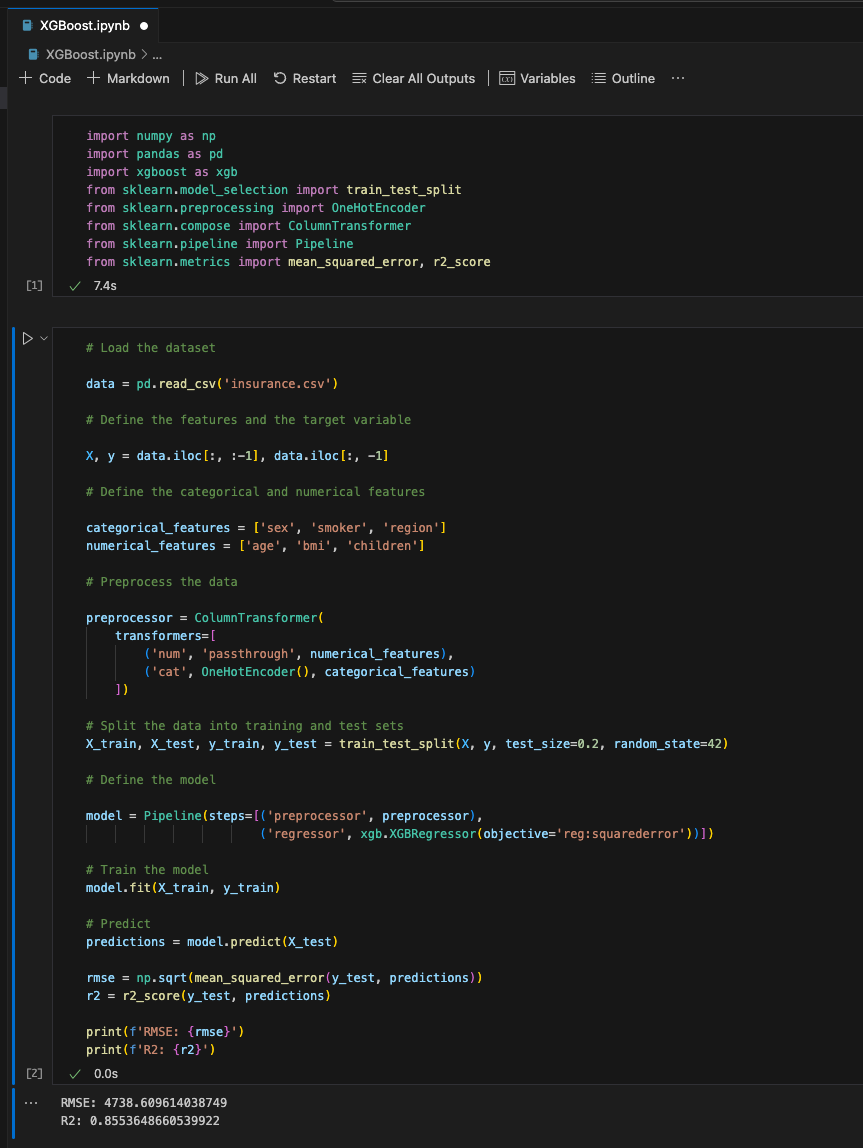 XGBoost.ipynb
XGBoost.ipynb > ...
+ Code + Markdown | Run All Restart Clear All Outputs | Variables Outline ...
import numpy as np
import pandas as pd
import xgboost as xgb
from sklearn.model_selection import train_test_split
from sklearn.preprocessing import OneHotEncoder
from sklearn.compose import ColumnTransformer
from sklearn.pipeline import Pipeline
from sklearn.metrics import mean_squared_error, r2_score
[1] ✓ 7.4s
# Load the dataset
data = pd.read_csv('insurance.csv')
# Define the features and the target variable
X, y = data.iloc[:, :-1], data.iloc[:, -1]
# Define the categorical and numerical features
categorical_features = ['sex', 'smoker', 'region']
numerical_features = ['age', 'bmi', 'children']
# Preprocess the data
preprocessor = ColumnTransformer(
    transformers=[
        ('num', 'passthrough', numerical_features),
        ('cat', OneHotEncoder(), categorical_features)
    ])
# Split the data into training and test sets
X_train, X_test, y_train, y_test = train_test_split(X, y, test_size=0.2, random_state=42)
# Define the model
model = Pipeline(steps=[('preprocessor', preprocessor),
                        ('regressor', xgb.XGBRegressor(objective='reg:squarederror'))])
# Train the model
model.fit(X_train, y_train)
# Predict
predictions = model.predict(X_test)
rmse = np.sqrt(mean_squared_error(y_test, predictions))
r2 = r2_score(y_test, predictions)
print(f'RMSE: {rmse}')
print(f'R2: {r2}')
[2] ✓ 0.0s
... RMSE: 4738.609614038749
R2: 0.8553648660539922